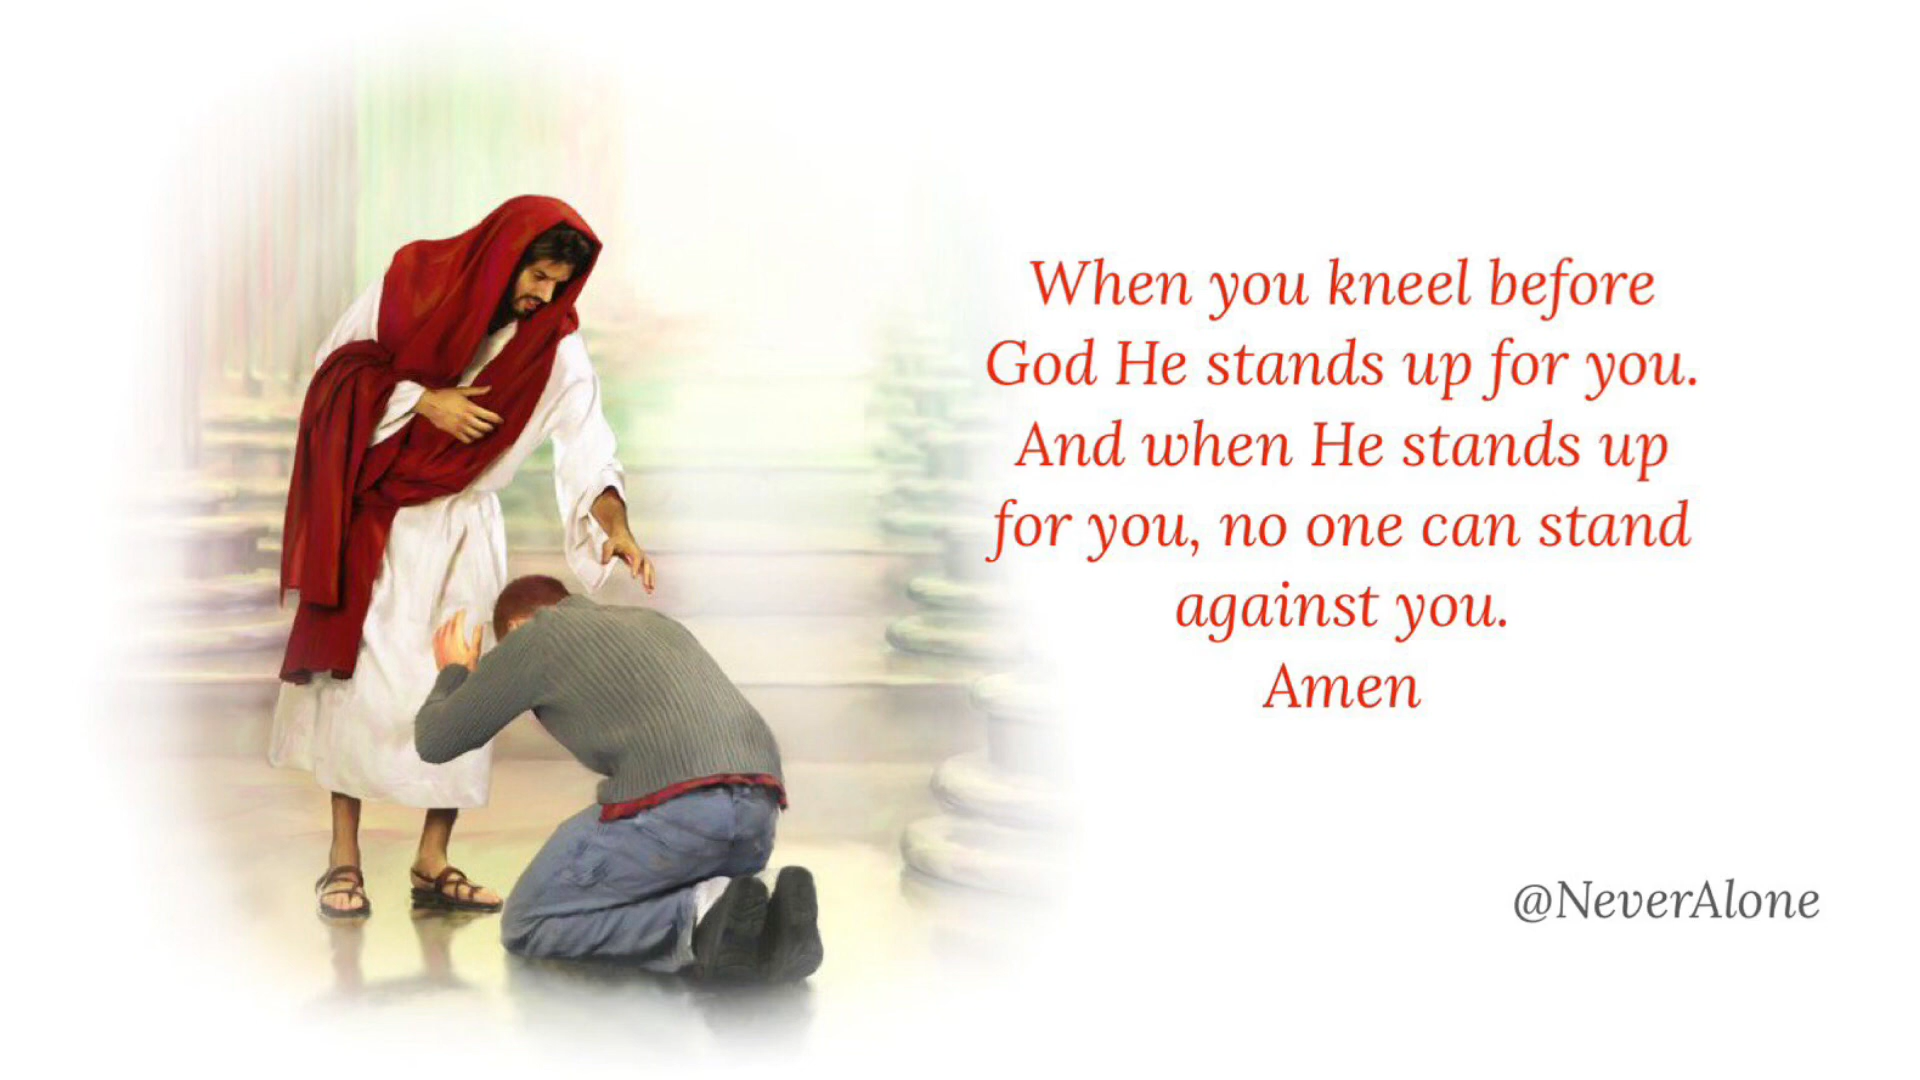 When you kneel before
God He stands up for you.
And when He stands up
for you, no one can stand
against you.
Amen
@NeverAlone